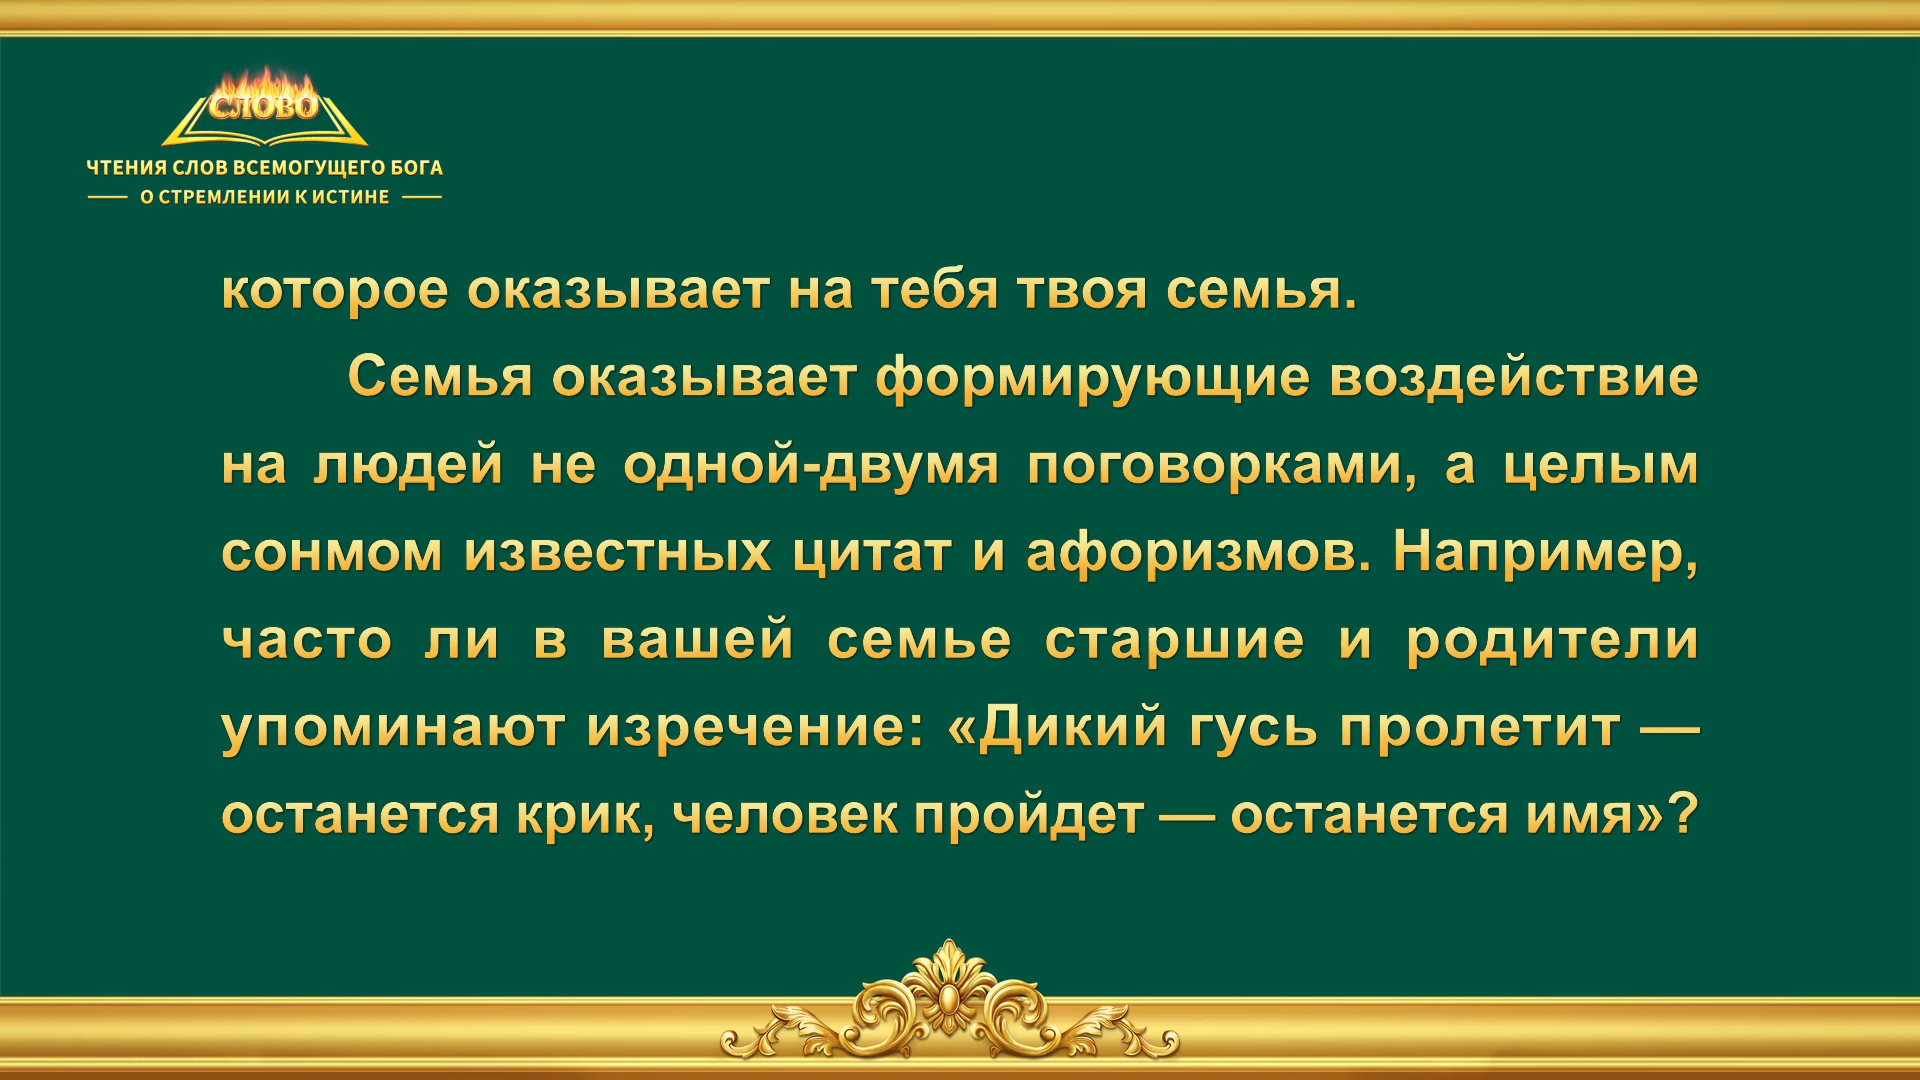 СЛОВО
ЧТЕНИЯ СЛОВ ВСЕМОГУЩЕГО БОГА
О СТРЕМЛЕНИИ К ИСТИНЕ
которое оказывает на тебя твоя семья.
Семья оказывает формирующие воздействие
на людей не одной-двумя поговорками, а целым
сонмом известных цитат и афоризмов. Например,
часто ли в вашей семье старшие и родители
упоминают изречение: «Дикий гусь пролетит —
останется крик, человек пройдет — останется имя»?